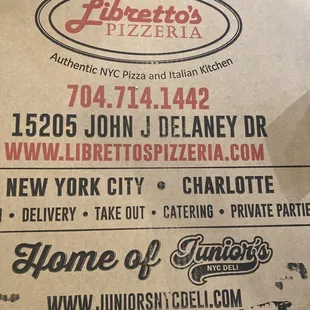 Libretto's
PIZZERIA
Authentic NYC Pizza and Italian Kitchen
704.714.1442
15205 JOHN J DELANEY DR
WWW.LIBRETTOSPIZZERIA.COM
NEW YORK CITY • CHARLOTTE
• DELIVERY • TAKE OUT • CATERING • PRIVATE PARTIE
Home of Junior's
NYC DELI
WWW.JUNIORSNYCDELI.COM